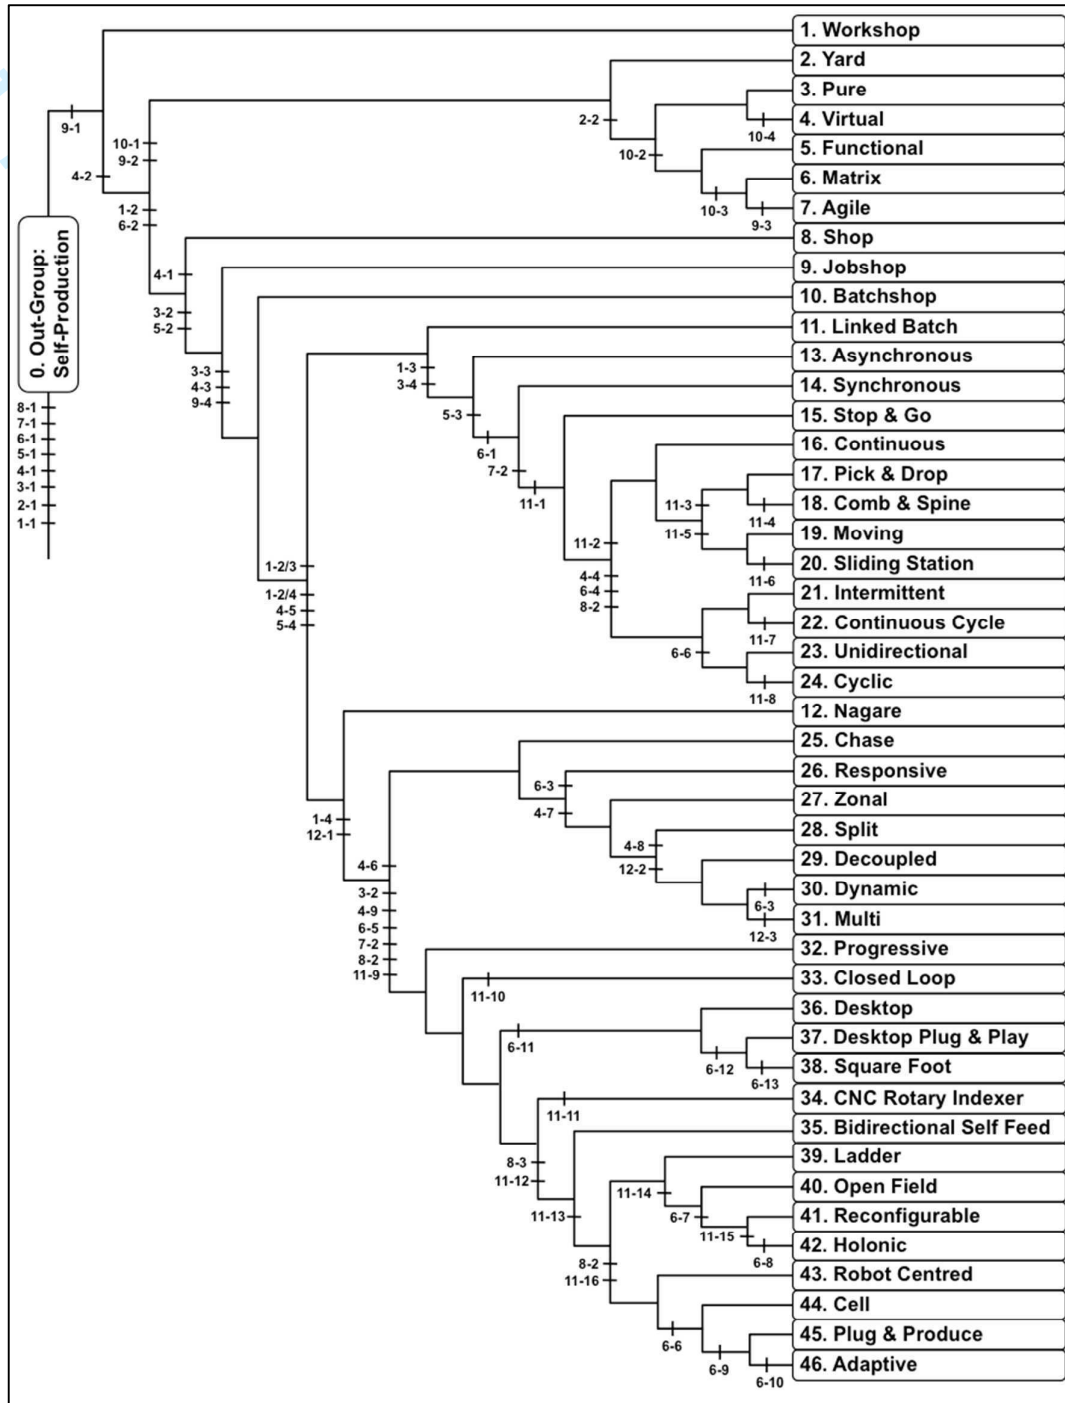 1. Workshop
2. Yard
3. Pure
2-2
4. Virtual
9-1
10-4
10-1
5. Functional
10-2
9-2
4-2
6. Matrix
10-3
7. Agile
1-2
9-3
6-2
8. Shop
4-1
9. Jobshop
0. Out-Group:
Self-Production
10. Batchshop
3-2
5-2
11. Linked Batch
13. Asynchronous
1-3
3-3
3-4
4-3
14. Synchronous
9-4
8-1
5-3
15. Stop & Go
7-1
6-1
6-1
16. Continuous
5-1
7-2
4-1
17. Pick & Drop
3-1
11-1
2-1
11-3
18. Comb & Spine
1-1
11-4
11-5
19. Moving
11-2
1-2/3
20. Sliding Station
4-4
11-6
6-4
1-2/4
21. Intermittent
8-2
4-5
5-4
22. Continuous Cycle
11-7
6-6
23. Unidirectional
24. Cyclic
11-8
12. Nagare
25. Chase
26. Responsive
6-3
27. Zonal
4-7
1-4
12-1
28. Split
4-8
29. Decoupled
4-6
12-2
30. Dynamic
3-2
6-3
4-9
31. Multi
6-5
12-3
7-2
32. Progressive
8-2
11-9
33. Closed Loop
11-10
36. Desktop
37. Desktop Plug & Play
6-11
38. Square Foot
6-12
6-13
34. CNC Rotary Indexer
11-11
35. Bidirectional Self Feed
39. Ladder
8-3
11-12
40. Open Field
11-14
11-13
6-7
41. Reconfigurable
11-15
42. Holonic
8-2
6-8
11-16
43. Robot Centred
44. Cell
45. Plug & Produce
6-6
46. Adaptive
6-9
6-10